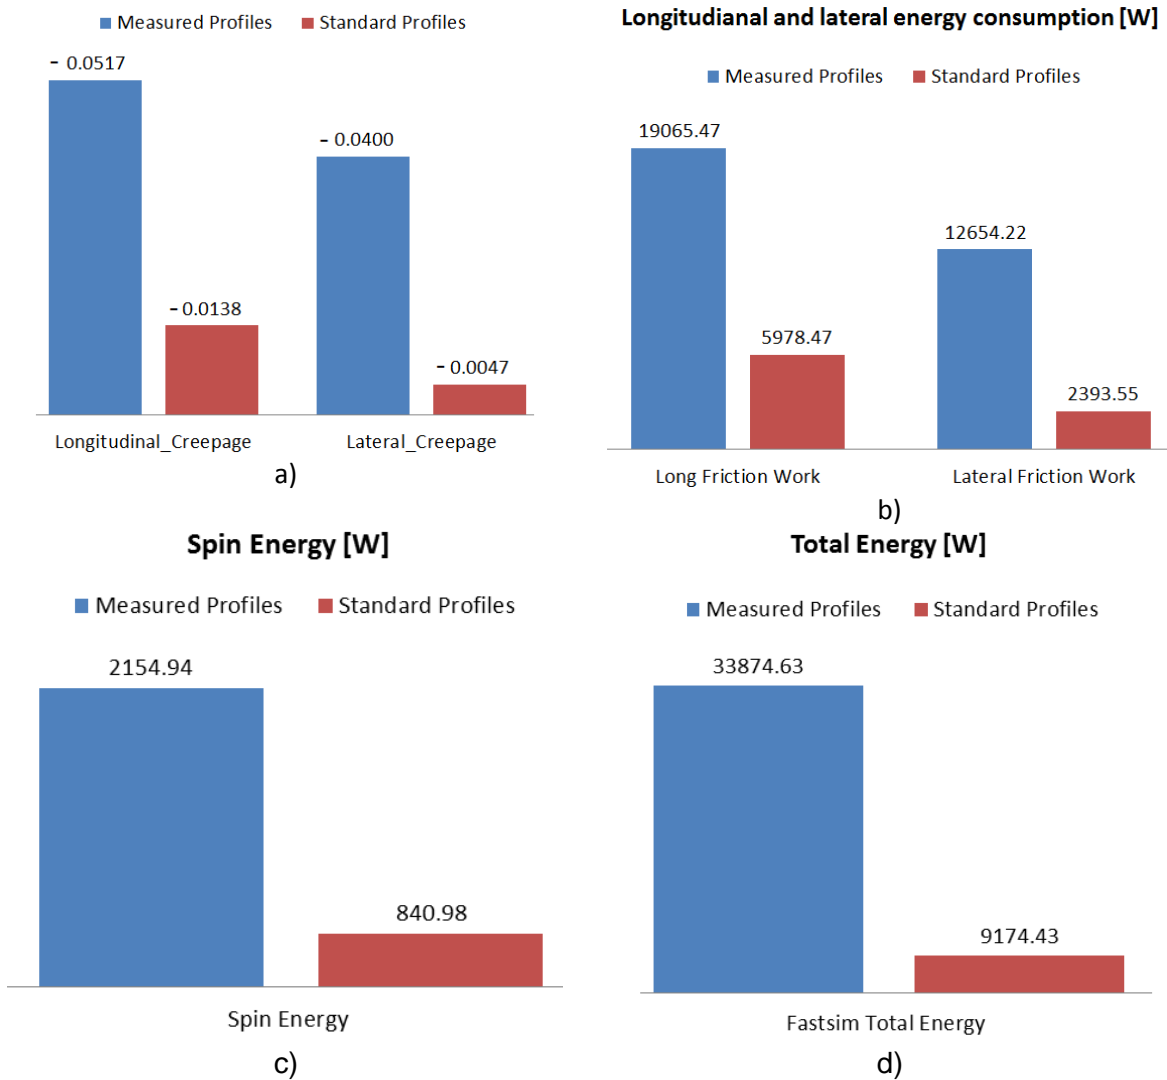 Measured Profiles Standard Profiles
- 0.0517
- 0.0400
- 0.0138
- 0.0047
Longitudinal_Creepage Lateral_Creepage
a)
Longitudianal and lateral energy consumption [W]
Measured Profiles Standard Profiles
19065.47
12654.22
5978.47
2393.55
Long Friction Work Lateral Friction Work
b)
Spin Energy [W]
Measured Profiles Standard Profiles
2154.94
840.98
Spin Energy
c)
Total Energy [W]
Measured Profiles Standard Profiles
33874.63
9174.43
Fastsim Total Energy
d)